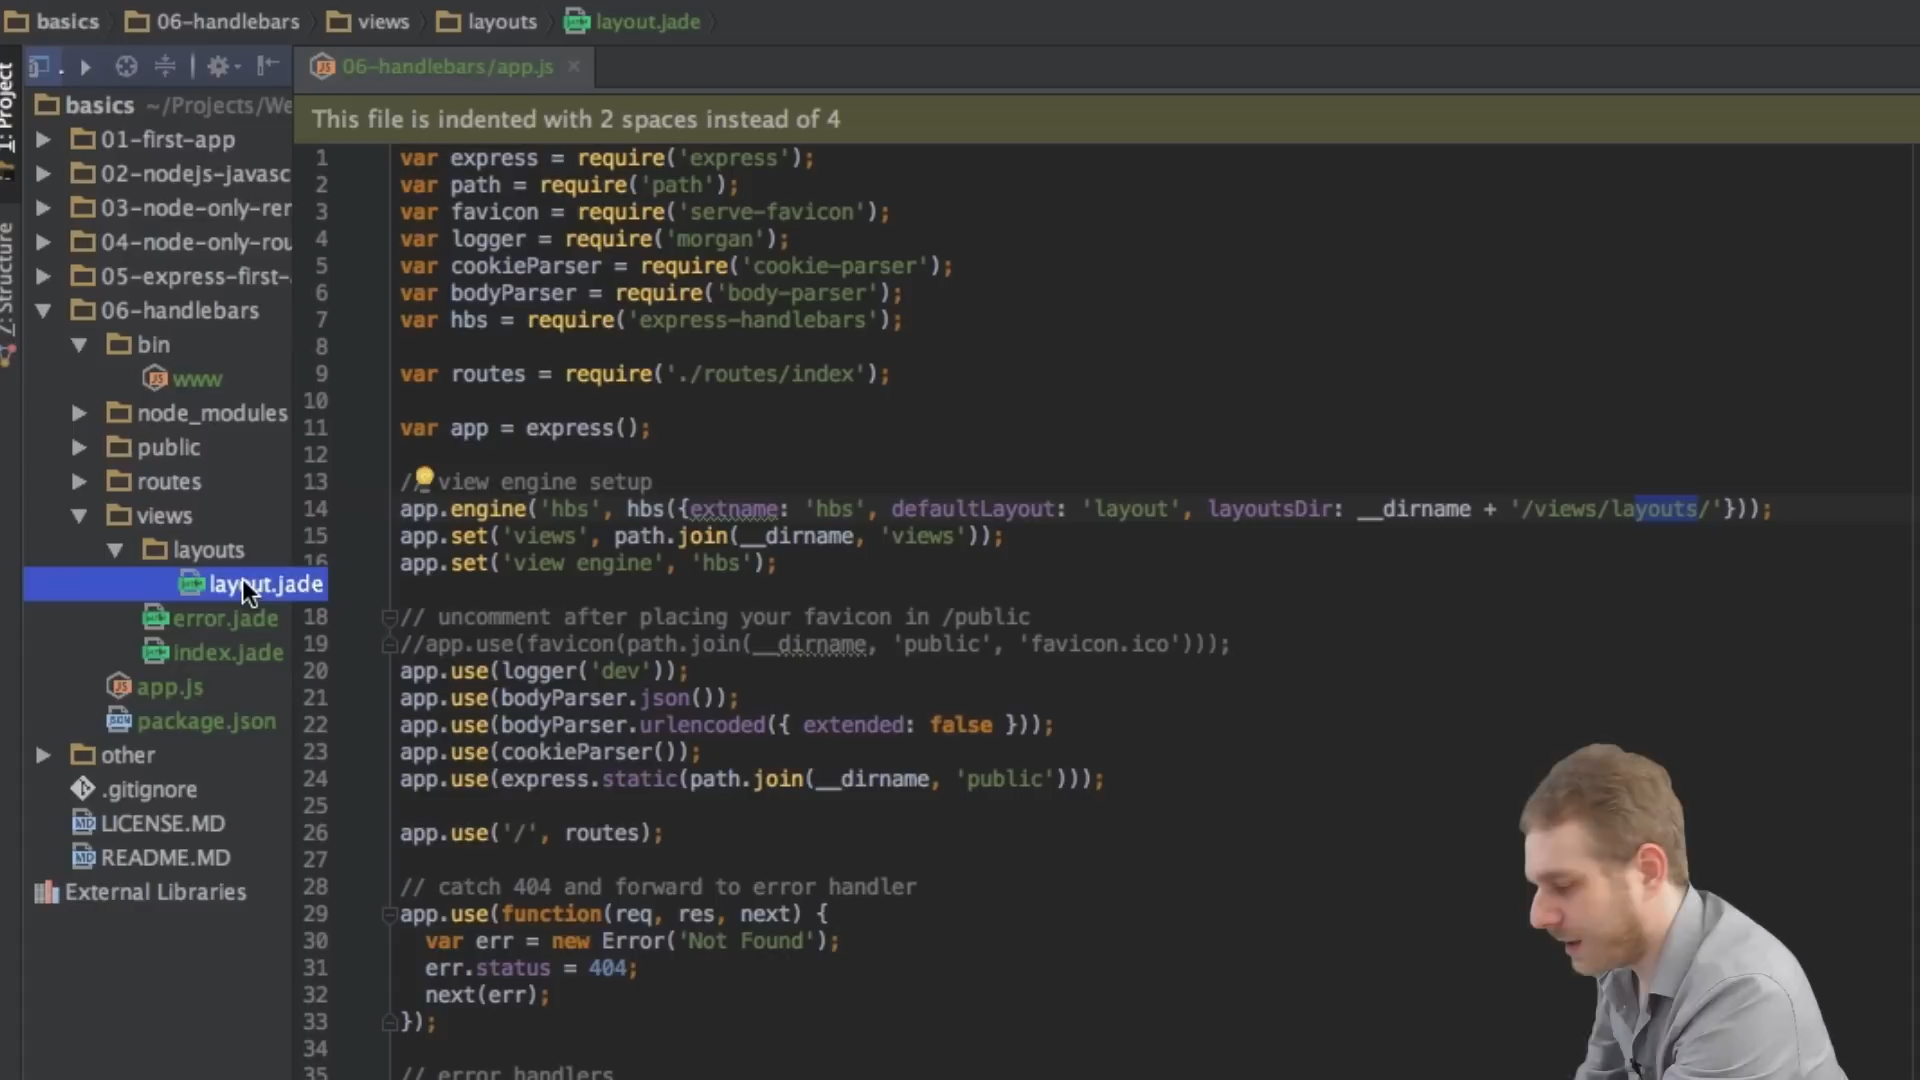 basics 06-handlebars views layouts layout.jade
1: Project
Z: Structure
06-handlebars/app.js
basics ~/Projects/We
01-first-app
02-nodejs-javasc
03-node-only-rer
04-node-only-rou
05-express-first-
06-handlebars
bin
www
node_modules
public
routes
views
layouts
layout.jade
error.jade
index.jade
app.js
package.json
other
.gitignore
LICENSE.MD
README.MD
External Libraries
This file is indented with 2 spaces instead of 4
1 var express = require('express');
2 var path = require('path');
3 var favicon = require('serve-favicon');
4 var logger = require('morgan');
5 var cookieParser = require('cookie-parser');
6 var bodyParser = require('body-parser');
7 var hbs = require('express-handlebars');
8
9 var routes = require('./routes/index');
10
11 var app = express();
12
13 // view engine setup
14 app.engine('hbs', hbs({extname: 'hbs', defaultLayout: 'layout', layoutsDir: __dirname + '/views/layouts/'}));
15 app.set('views', path.join(__dirname, 'views'));
16 app.set('view engine', 'hbs');
18 // uncomment after placing your favicon in /public
19 //app.use(favicon(path.join(__dirname, 'public', 'favicon.ico')));
20 app.use(logger('dev'));
21 app.use(bodyParser.json());
22 app.use(bodyParser.urlencoded({ extended: false }));
23 app.use(cookieParser());
24 app.use(express.static(path.join(__dirname, 'public')));
25
26 app.use('/', routes);
27
28 // catch 404 and forward to error handler
29 app.use(function(req, res, next) {
30 var err = new Error('Not Found');
31 err.status = 404;
32 next(err);
33 });
34
35 // error handlers